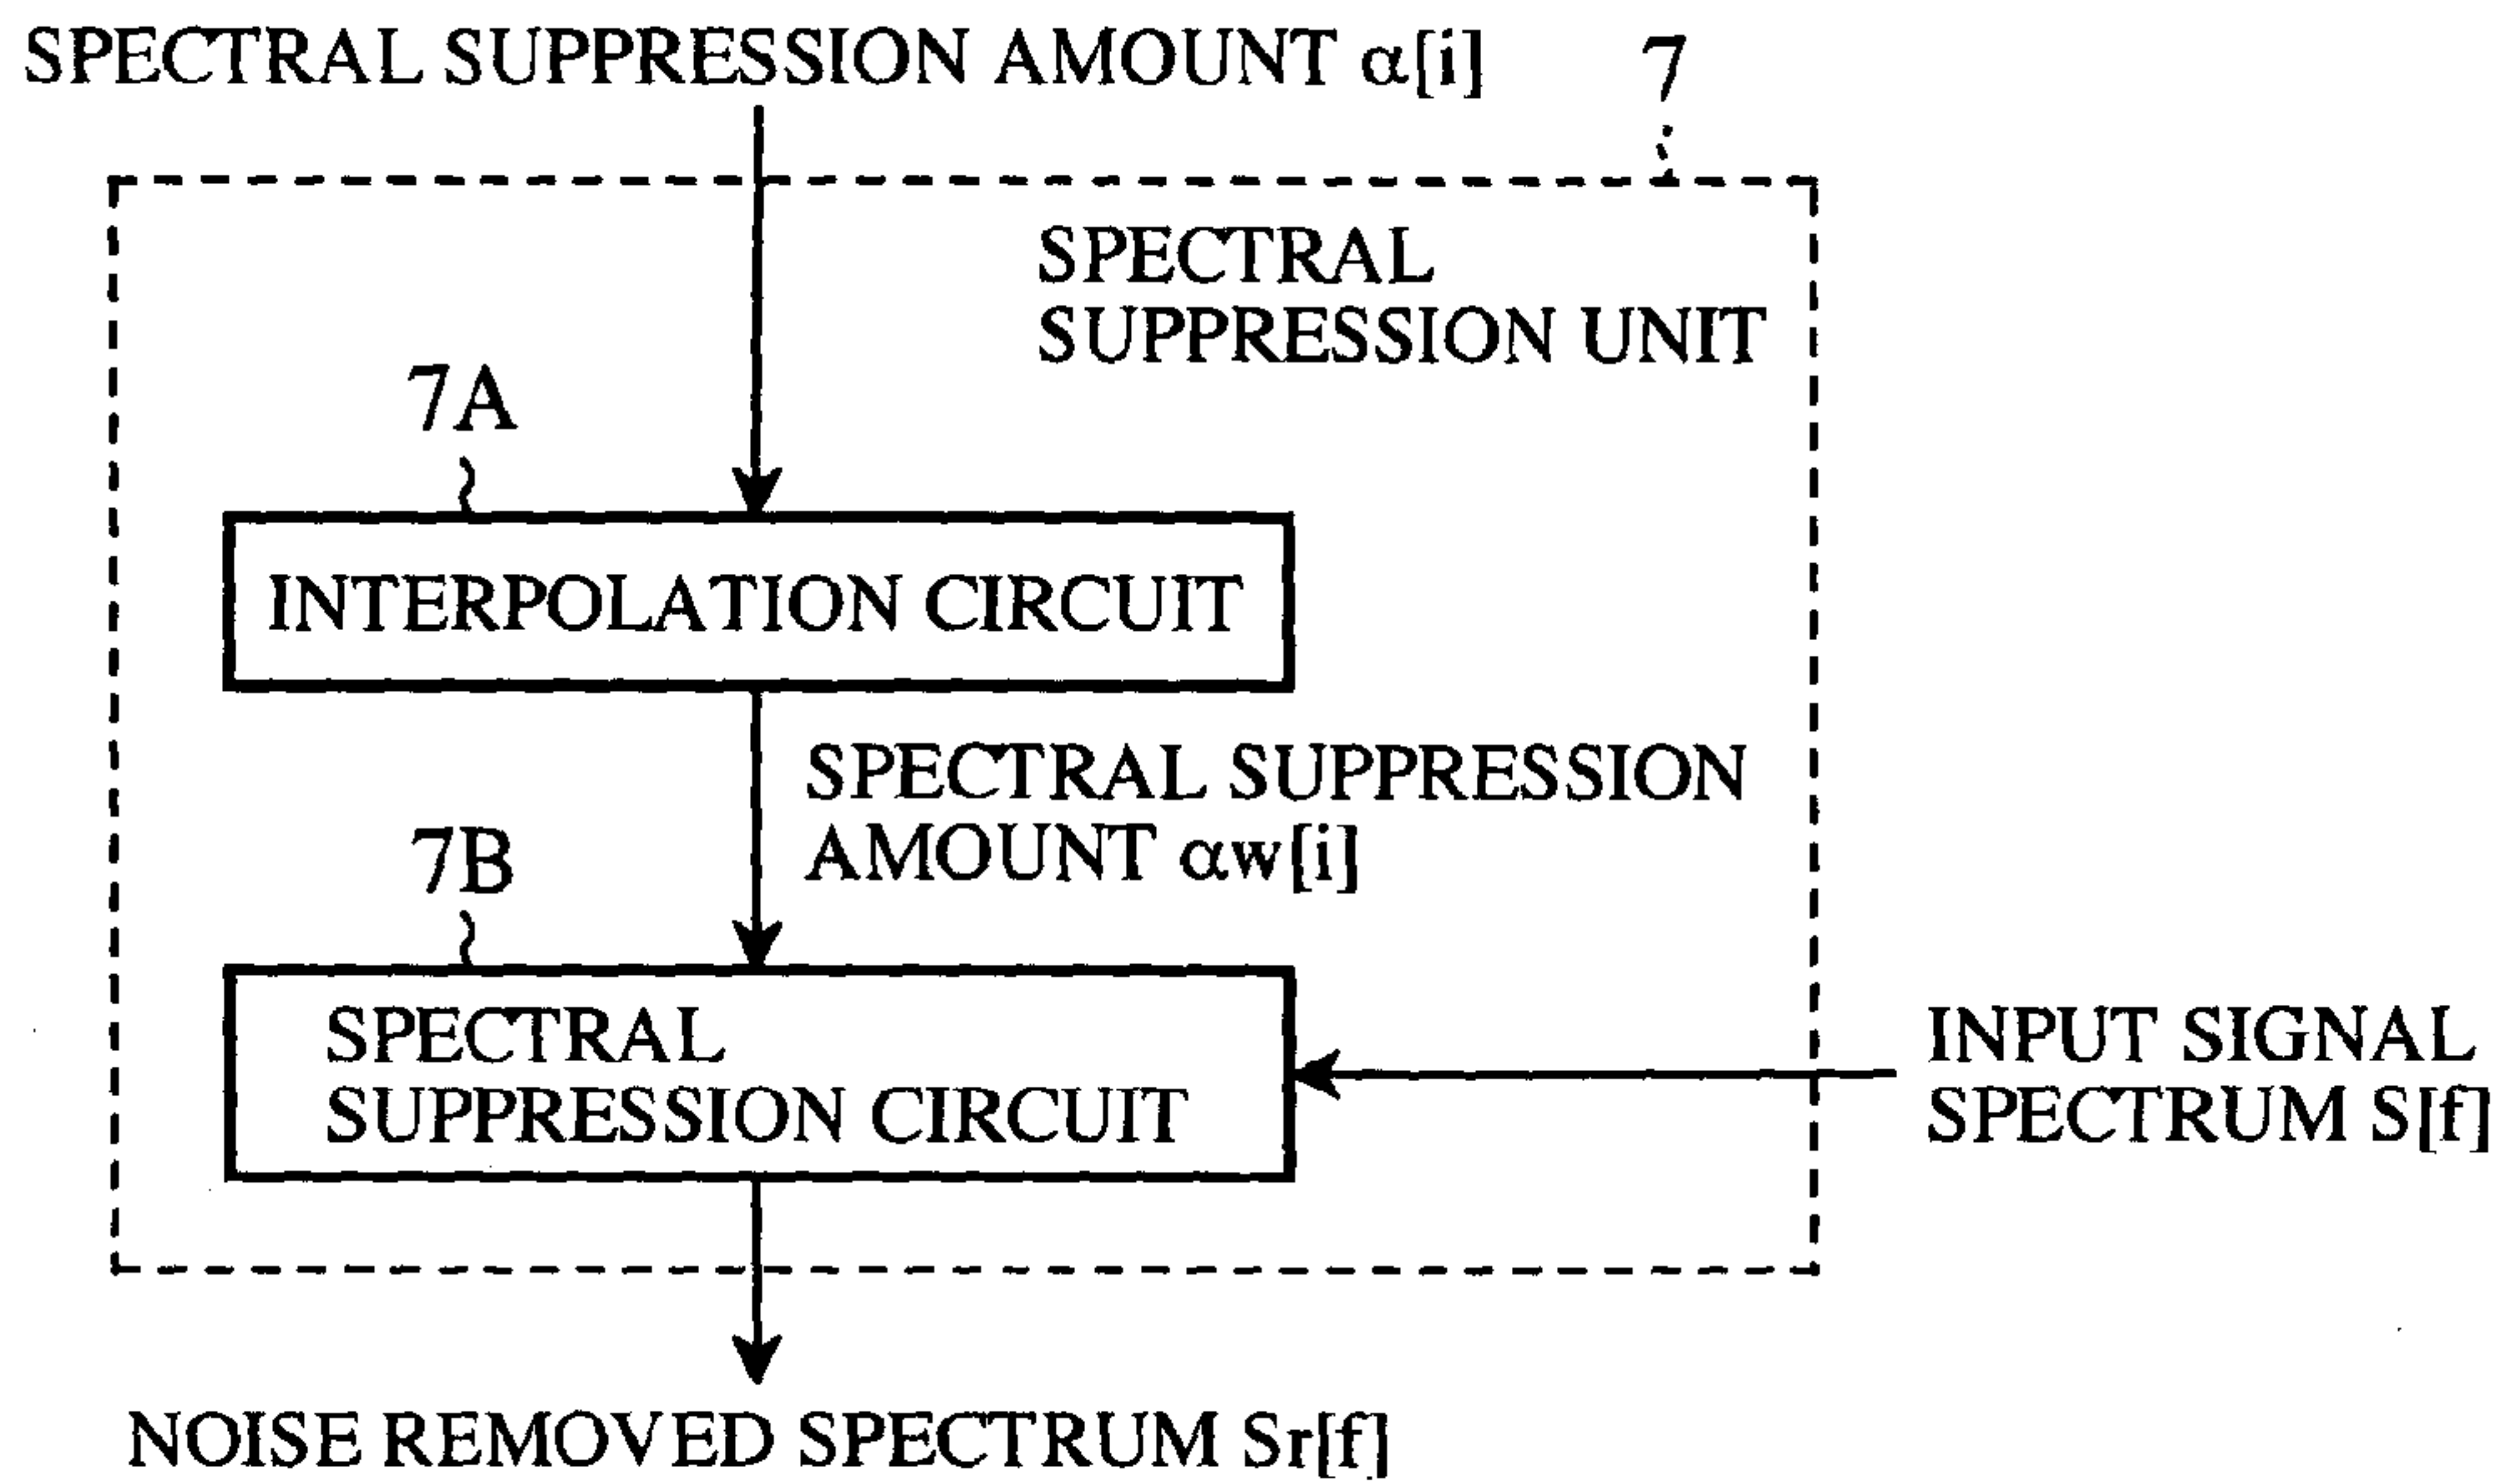 SPECTRAL SUPPRESSION AMOUNT α[i]
7
SPECTRAL
SUPPRESSION UNIT
7A
INTERPOLATION CIRCUIT
SPECTRAL SUPPRESSION
AMOUNT αw[i]
7B
SPECTRAL
SUPPRESSION CIRCUIT
INPUT SIGNAL
SPECTRUM S[f]
NOISE REMOVED SPECTRUM Sr[f]